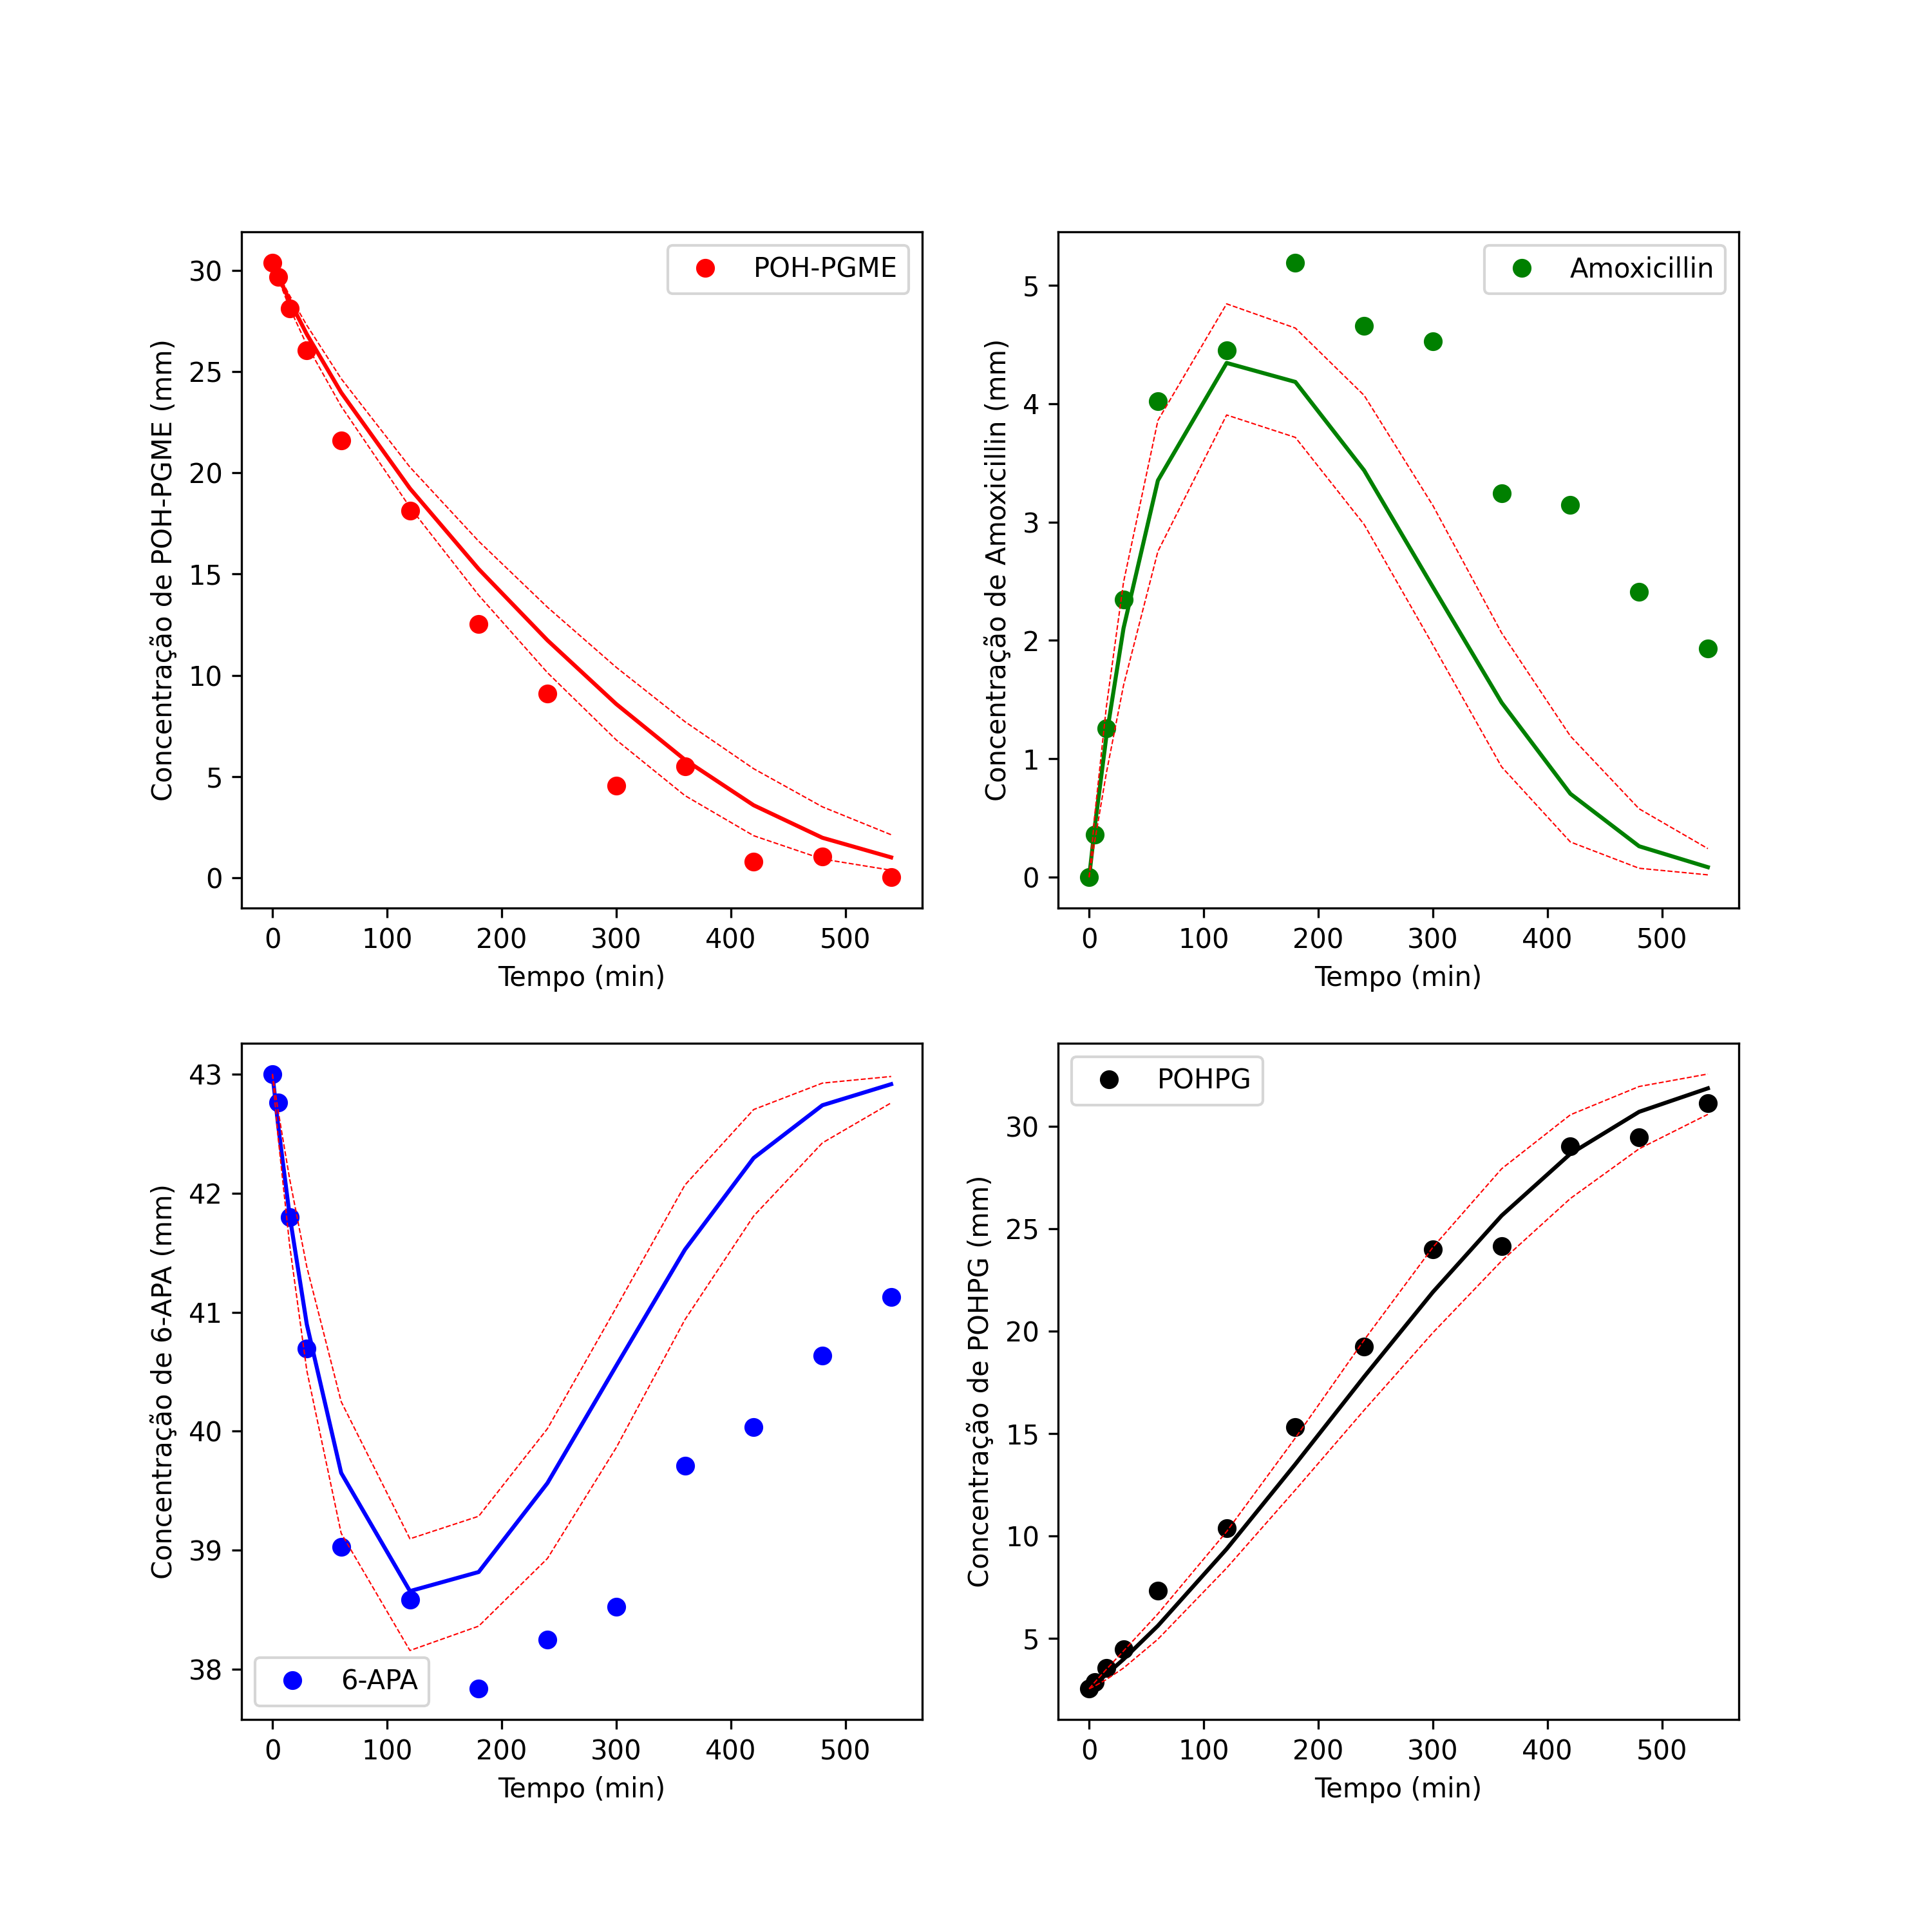 POH-PGME
Concentração de POH-PGME (mm)
30
25
20
15
10
5
0
0 100 200 300 400 500
Tempo (min)
Amoxicillin
Concentração de Amoxicillin (mm)
5
4
3
2
1
0
0 100 200 300 400 500
Tempo (min)
Concentração de 6-APA (mm)
43
42
41
40
39
38
6-APA
0 100 200 300 400 500
Tempo (min)
POHPG
Concentração de POHPG (mm)
30
25
20
15
10
5
0 100 200 300 400 500
Tempo (min)